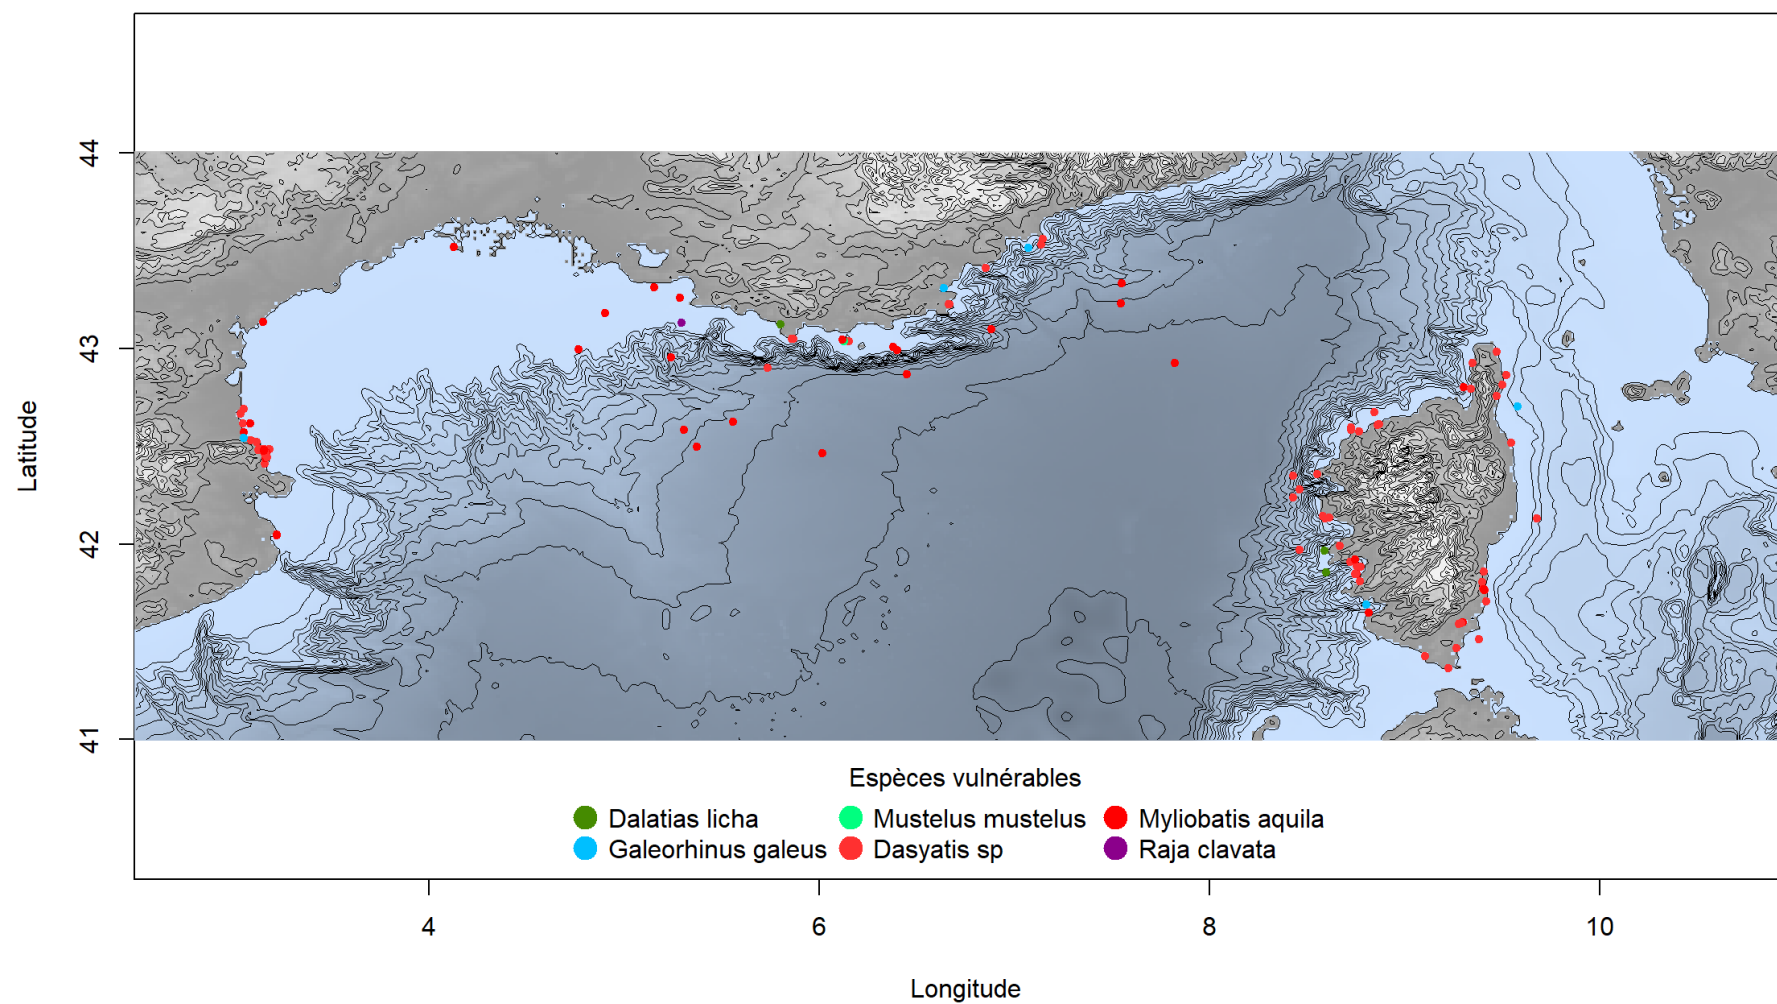 44
43
42
41
Latitude
Espèces vulnérables
Dalatias licha Mustelus mustelus Myliobatis aquila
Galeorhinus galeus Dasyatis sp Raja clavata
4 6 8 10
Longitude